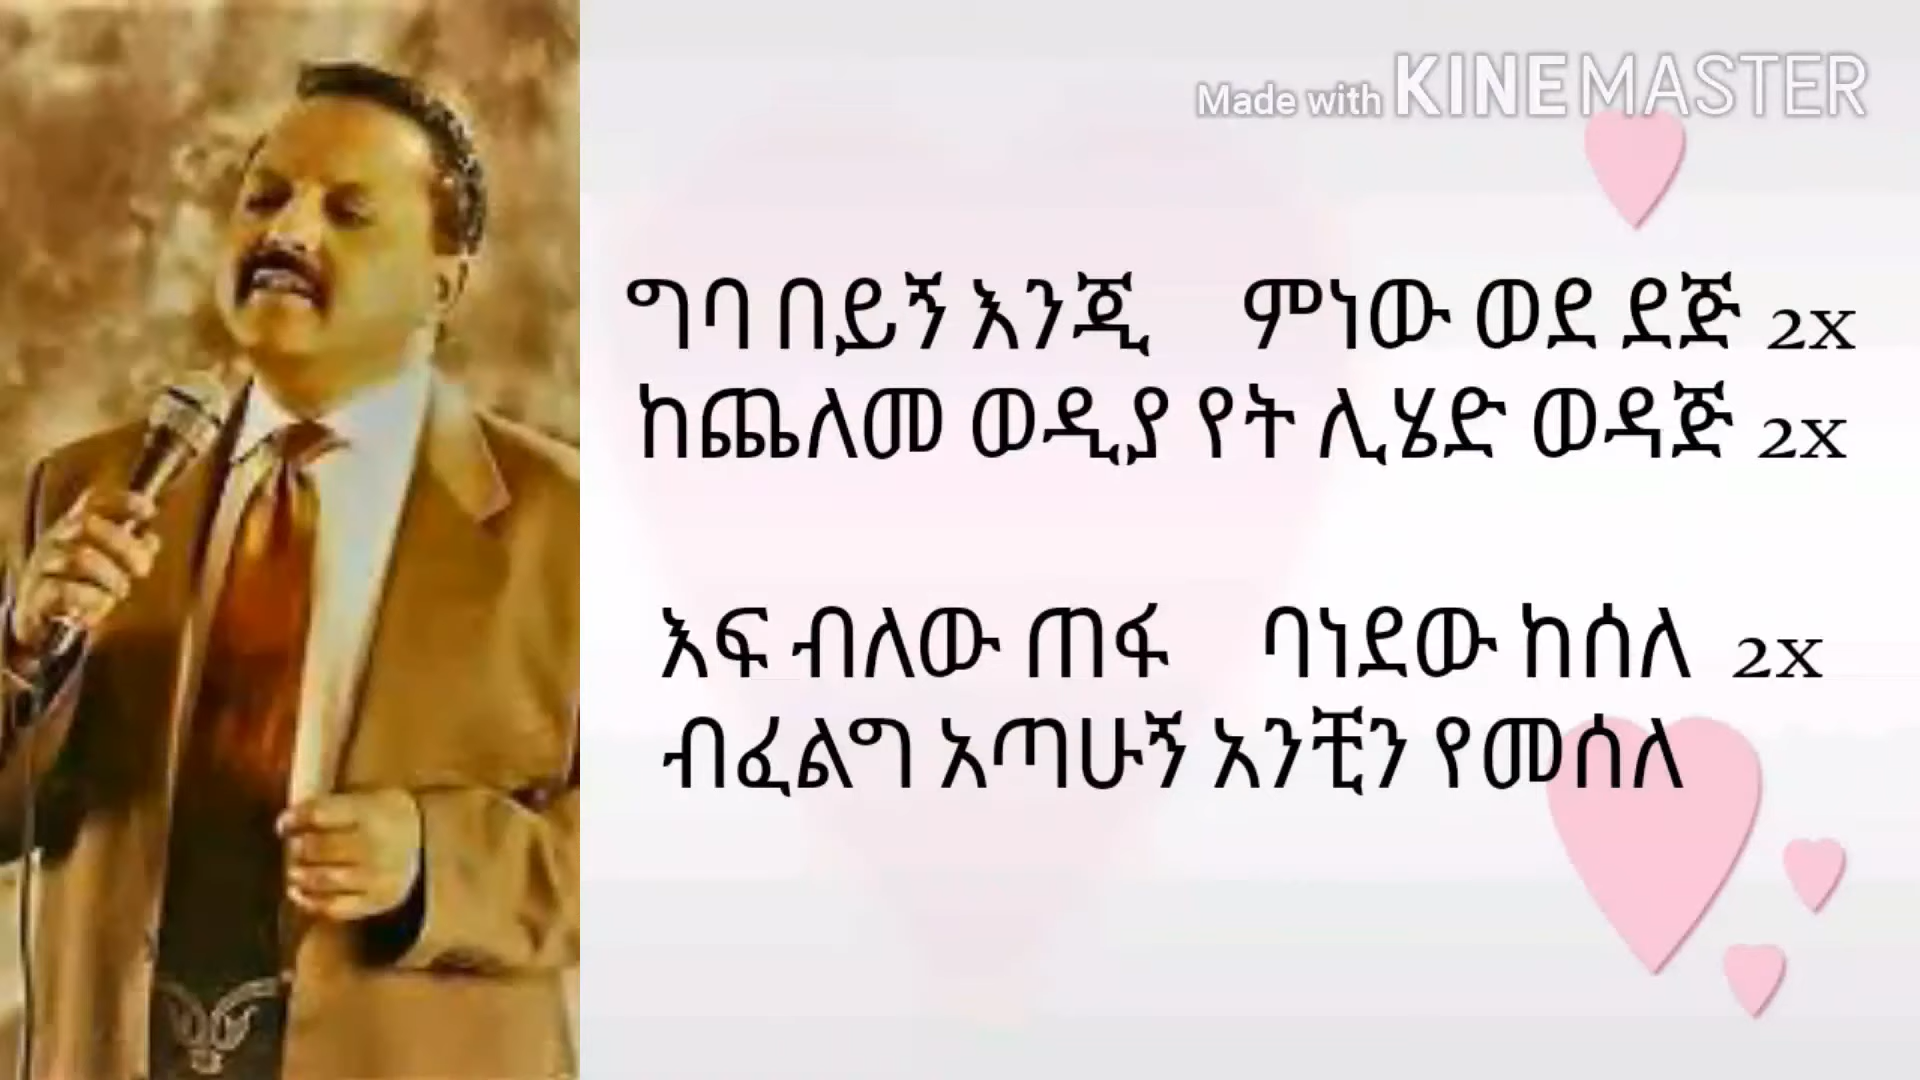 Made with KINEMASTER
ግባ በይኝ እንጂ ምነው ወደ ደጅ 2x
ከጨለመ ወዲያ የት ሊሄድ ወዳጅ 2x
እፍ ብለው ጠፋ ባነደው ከሰለ 2x
ብፈልግ አጣሁኝ አንቺን የመሰለ